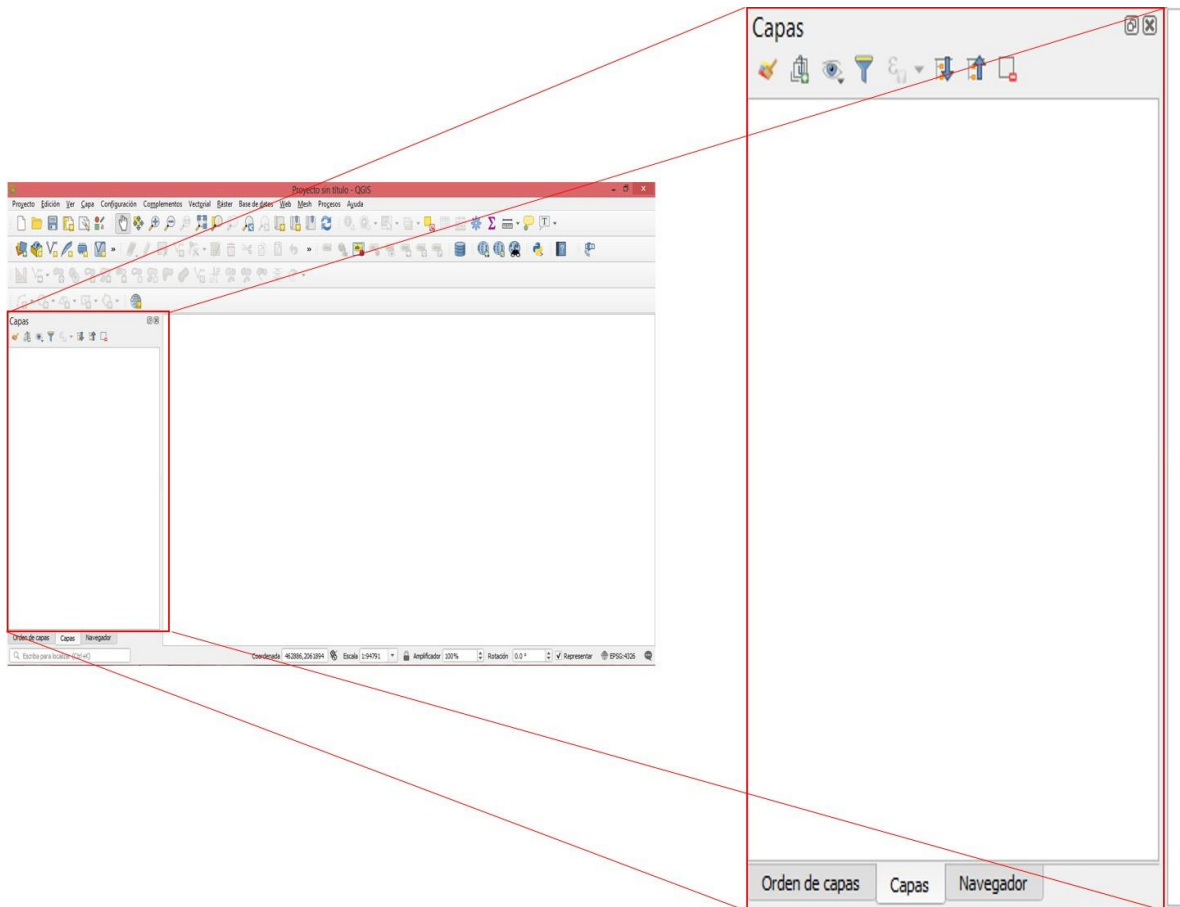 Capas
Orden de capas Capas Navegador
Proyecto sin título - QGIS
Proyecto Edición Ver Capa Configuración Complementos Vectorial Ráster Base de datos Web Mesh Procesos Ayuda
Capas
Orden de capas Capas Navegador
Escriba para localizar (Ctrl+K) Coordenada 462886,2061894 Escala 1:94791 Amplificador 100% Rotación 0.0 ° Representar EPSG:4326